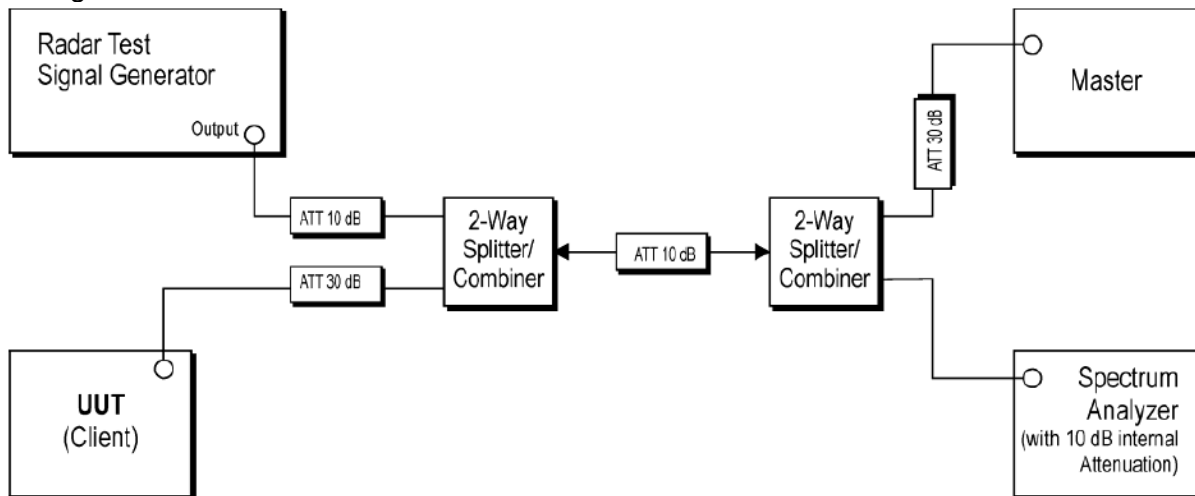 Radar Test
Signal Generator
Output
ATT 10 dB
2-Way
Splitter/
Combiner
ATT 30 dB
UUT
(Client)
ATT 10 dB
2-Way
Splitter/
Combiner
ATT 30 dB
Master
Spectrum
Analyzer
(with 10 dB internal
Attenuation)